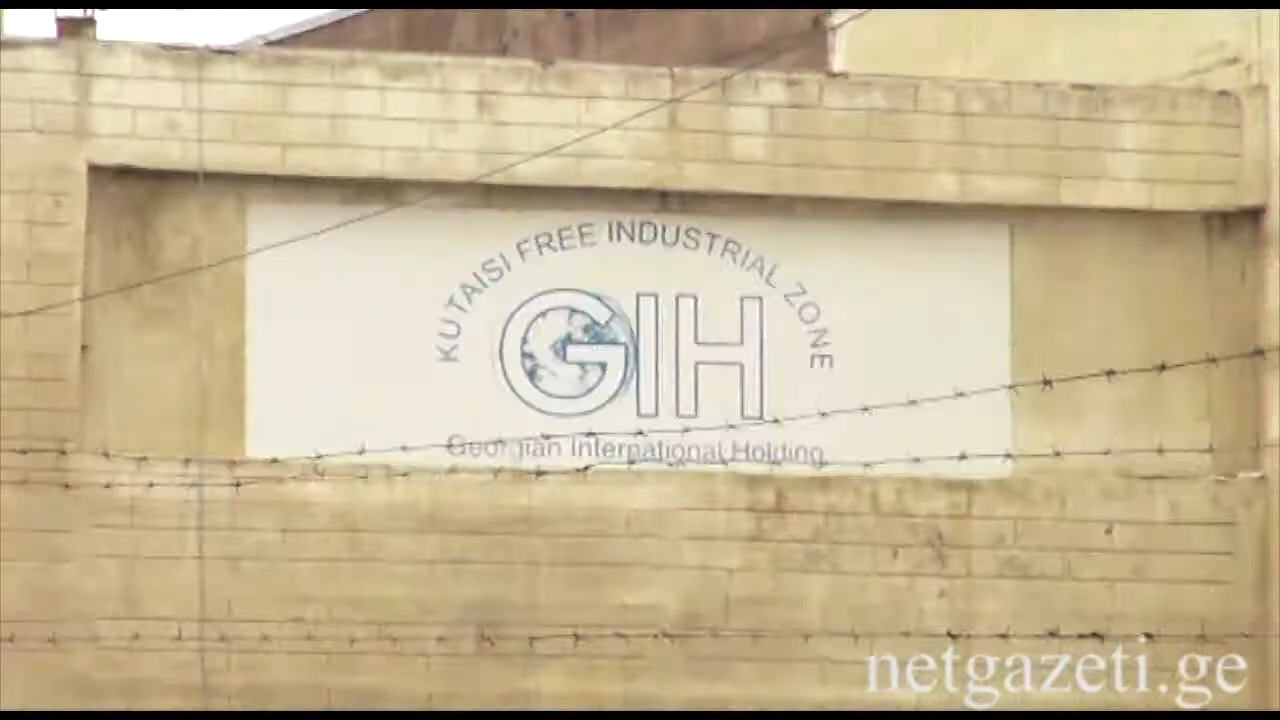 KUTAISI FREE INDUSTRIAL ZONE
GIH
Georgian International Holding
netgazeti.ge